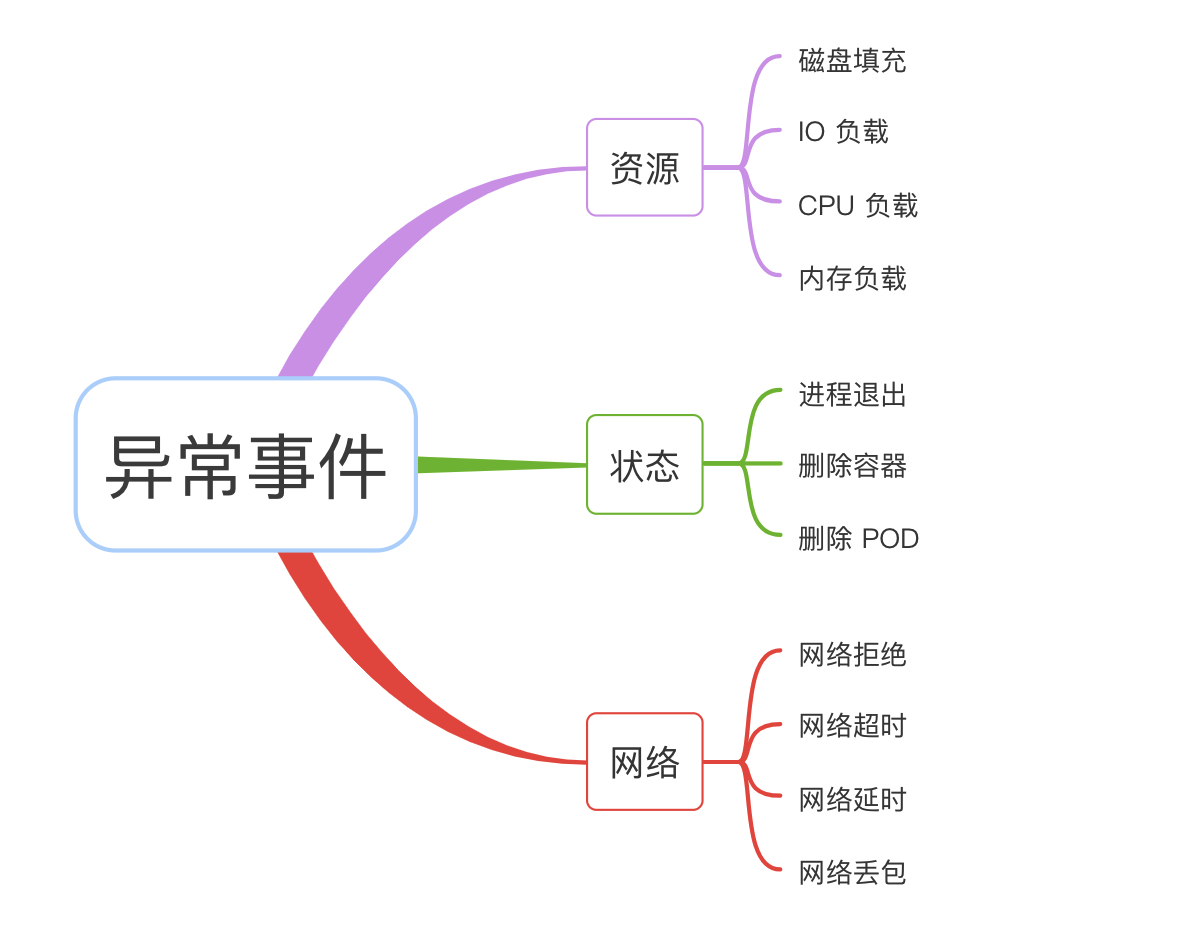 异常事件
资源
磁盘填充
IO 负载
CPU 负载
内存负载
状态
进程退出
删除容器
删除 POD
网络
网络拒绝
网络超时
网络延时
网络丢包